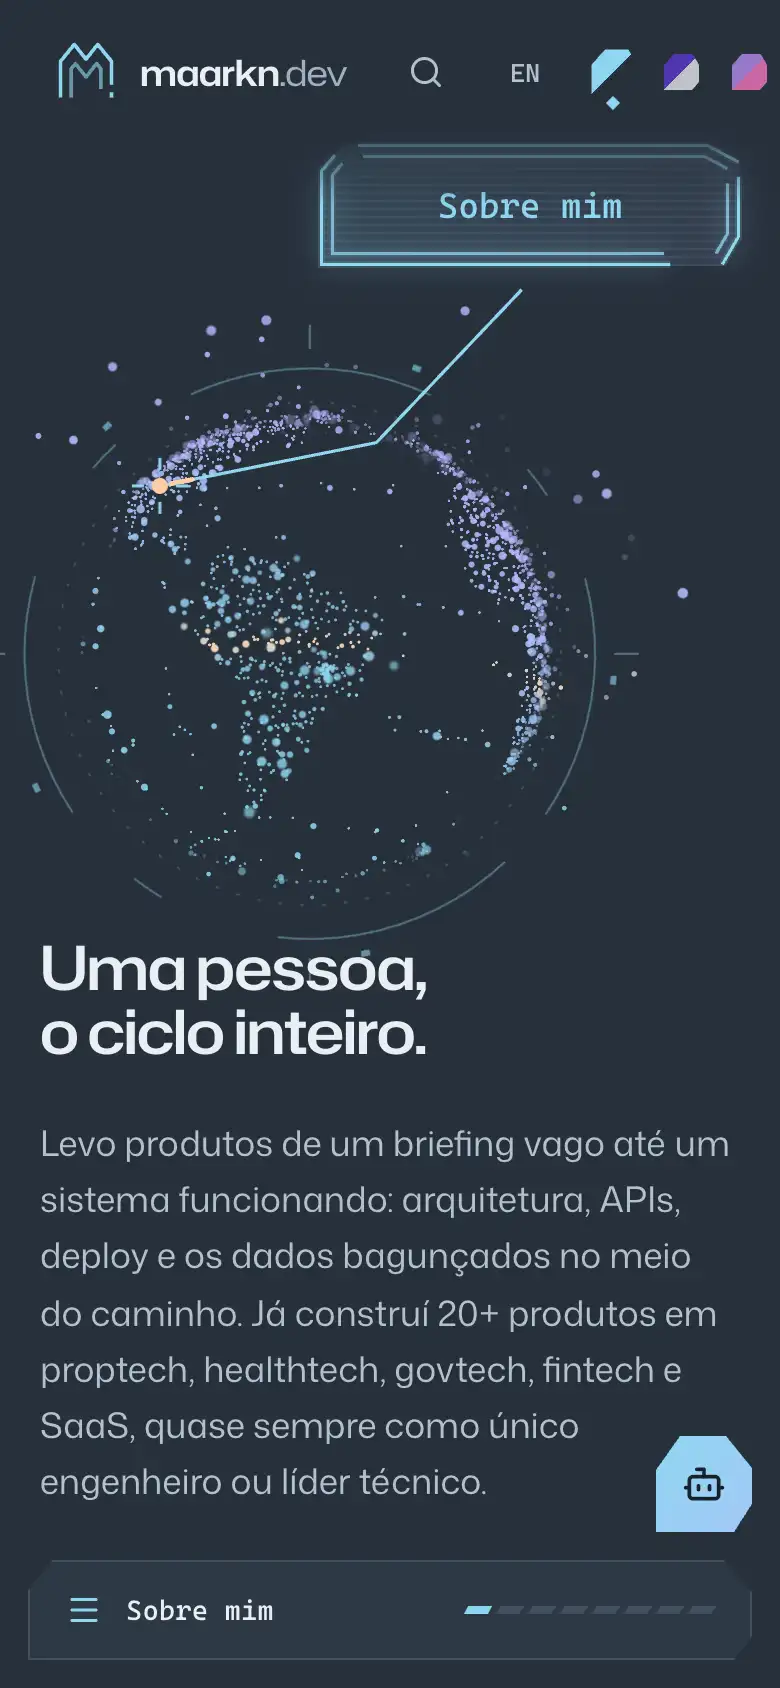 maarkn.dev
EN
Sobre mim
Uma pessoa,
o ciclo inteiro.
Levo produtos de um briefing vago até um
sistema funcionando: arquitetura, APIs,
deploy e os dados bagunçados no meio
do caminho. Já construí 20+ produtos em
proptech, healthtech, govtech, fintech e
SaaS, quase sempre como único
engenheiro ou líder técnico.
Sobre mim